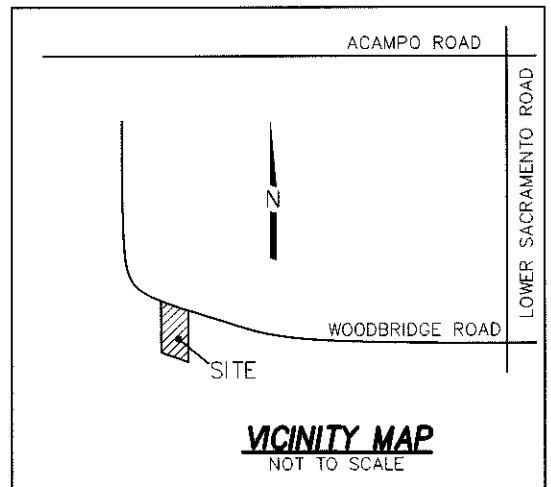 ACAMPO ROAD
LOWER SACRAMENTO ROAD
N
WOODBRIDGE ROAD
SITE
VICINITY MAP
NOT TO SCALE